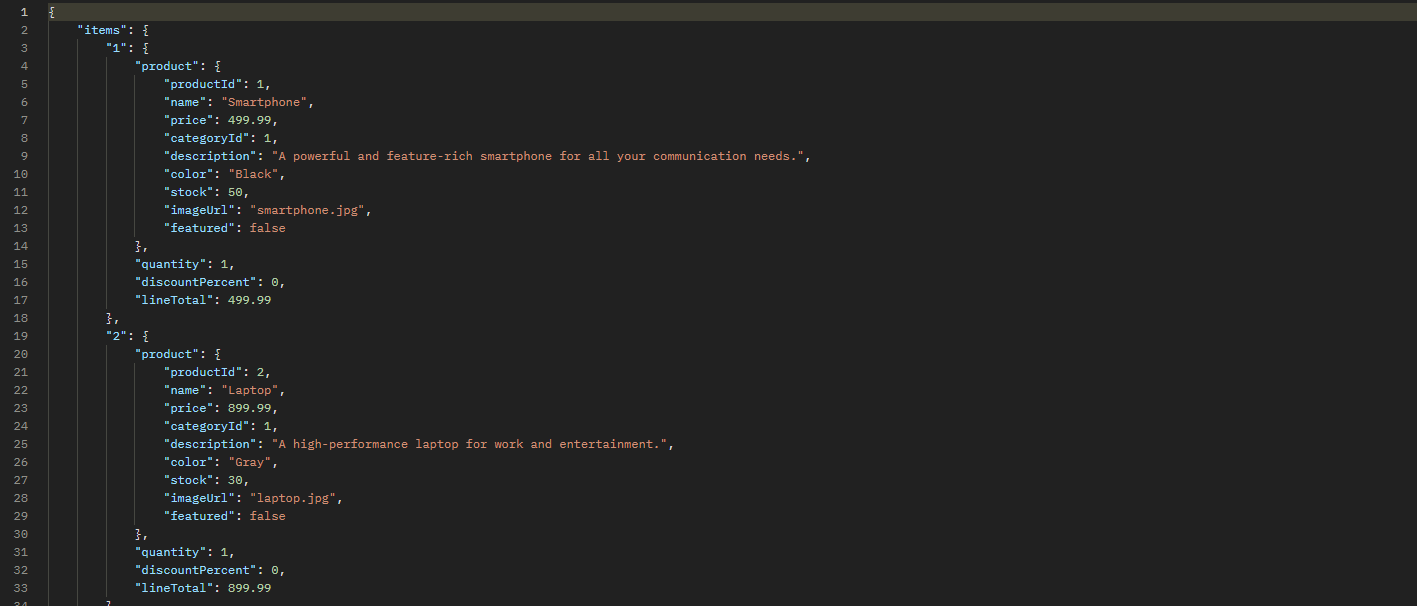 1 {
2     "items": {
3         "1": {
4             "product": {
5                 "productId": 1,
6                 "name": "Smartphone",
7                 "price": 499.99,
8                 "categoryId": 1,
9                 "description": "A powerful and feature-rich smartphone for all your communication needs.",
10                 "color": "Black",
11                 "stock": 50,
12                 "imageUrl": "smartphone.jpg",
13                 "featured": false
14             },
15             "quantity": 1,
16             "discountPercent": 0,
17             "lineTotal": 499.99
18         },
19         "2": {
20             "product": {
21                 "productId": 2,
22                 "name": "Laptop",
23                 "price": 899.99,
24                 "categoryId": 1,
25                 "description": "A high-performance laptop for work and entertainment.",
26                 "color": "Gray",
27                 "stock": 30,
28                 "imageUrl": "laptop.jpg",
29                 "featured": false
30             },
31             "quantity": 1,
32             "discountPercent": 0,
33             "lineTotal": 899.99
34         }